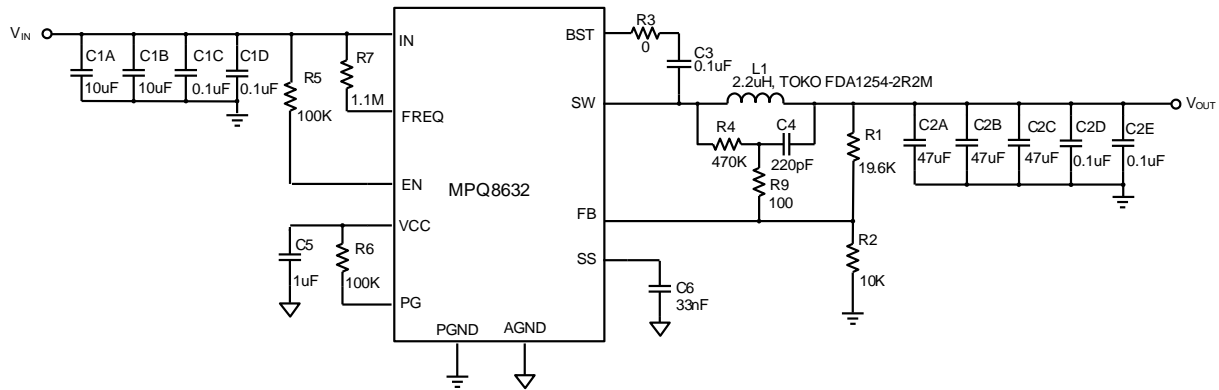 V_IN
C1A
10uF
C1B
10uF
C1C
0.1uF
C1D
0.1uF
R5
100K
R7
1.1M
IN
FREQ
EN
VCC
PG
C5
1uF
R6
100K
MPQ8632
PGND
AGND
BST
SW
FB
SS
R3
0
C3
0.1uF
L1
2.2uH, TOKO FDA1254-2R2M
R4
470K
C4
220pF
R9
100
R1
19.6K
R2
10K
C6
33nF
C2A
47uF
C2B
47uF
C2C
47uF
C2D
0.1uF
C2E
0.1uF
V_OUT